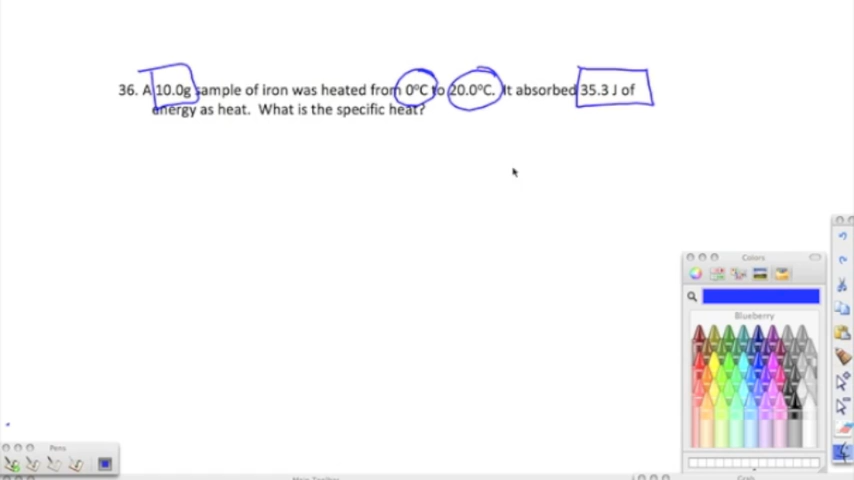 36. A 10.0g sample of iron was heated from 0°C to 20.0°C. It absorbed 35.3 J of
energy as heat. What is the specific heat?
Colors
Blueberry
Pens